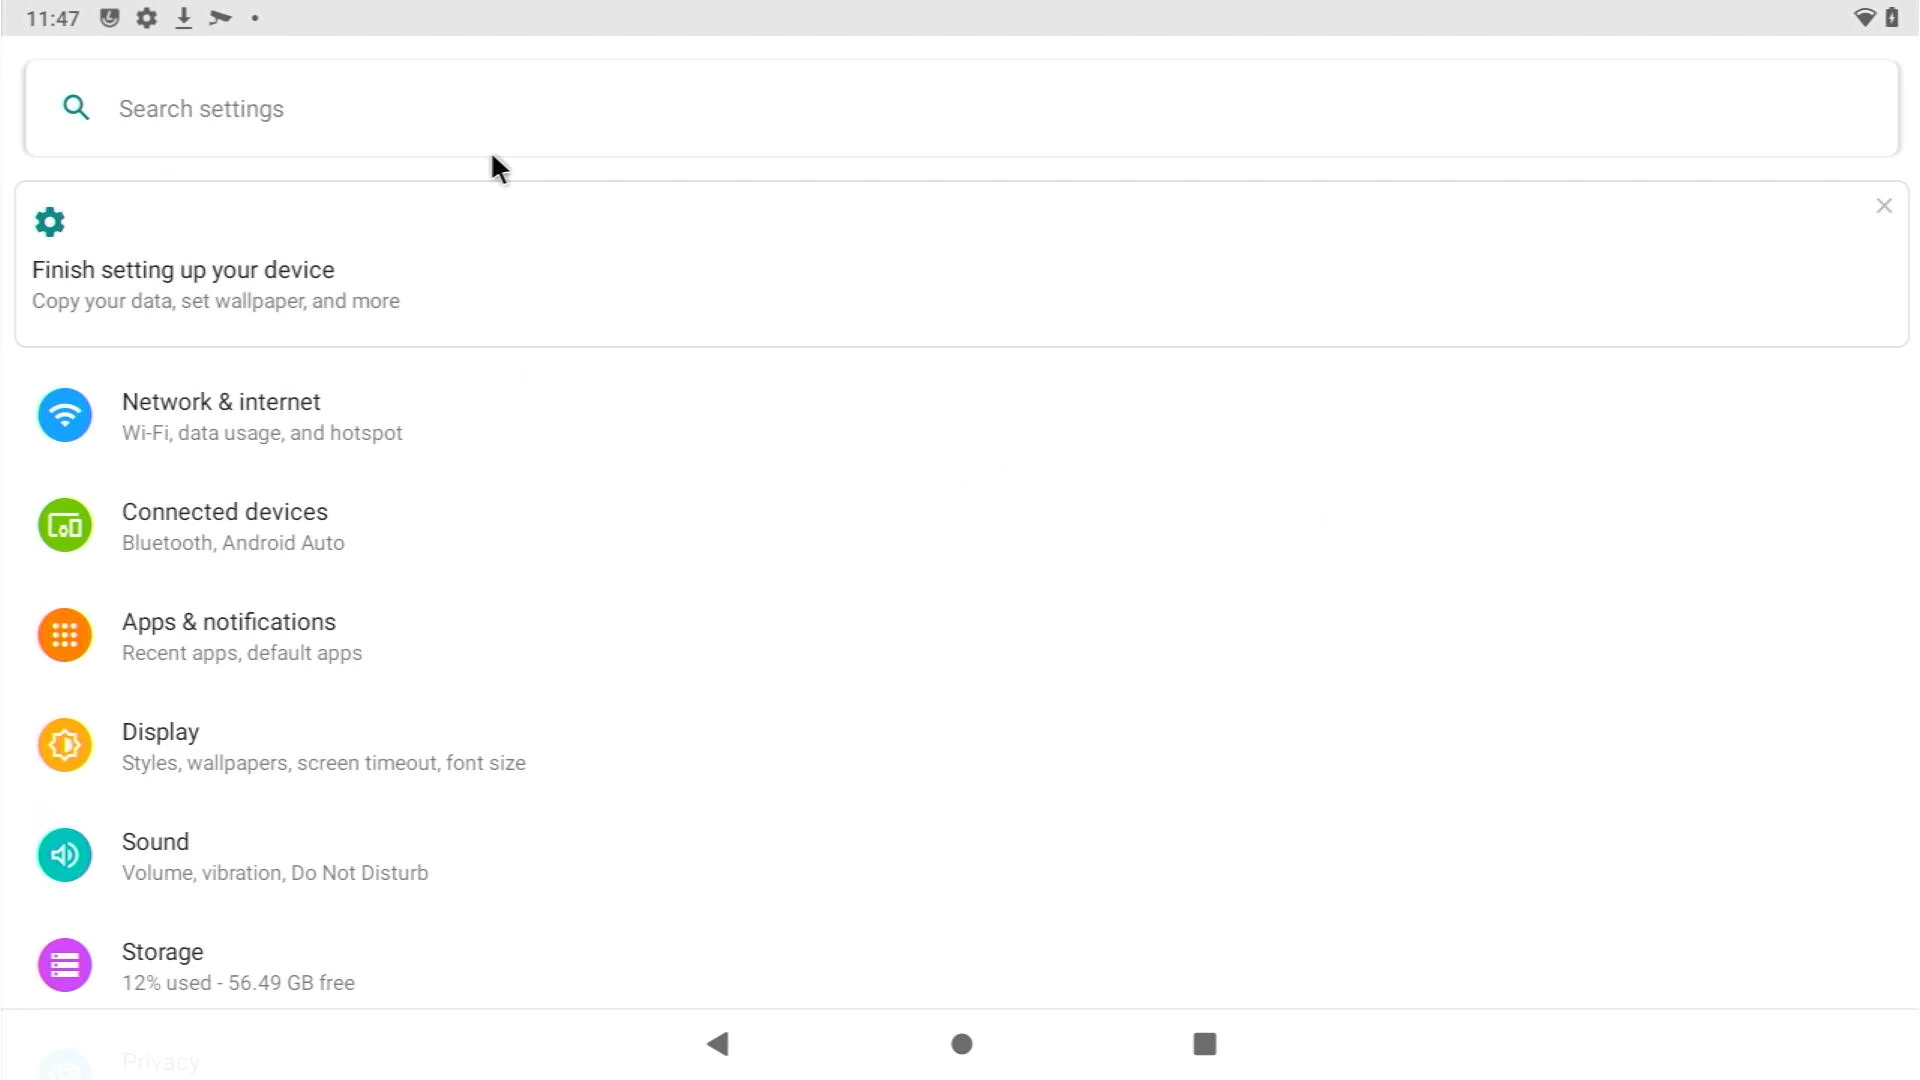 11:47
Search settings
Finish setting up your device
Copy your data, set wallpaper, and more
Network & internet
Wi-Fi, data usage, and hotspot
Connected devices
Bluetooth, Android Auto
Apps & notifications
Recent apps, default apps
Display
Styles, wallpapers, screen timeout, font size
Sound
Volume, vibration, Do Not Disturb
Storage
12% used - 56.49 GB free
Privacy